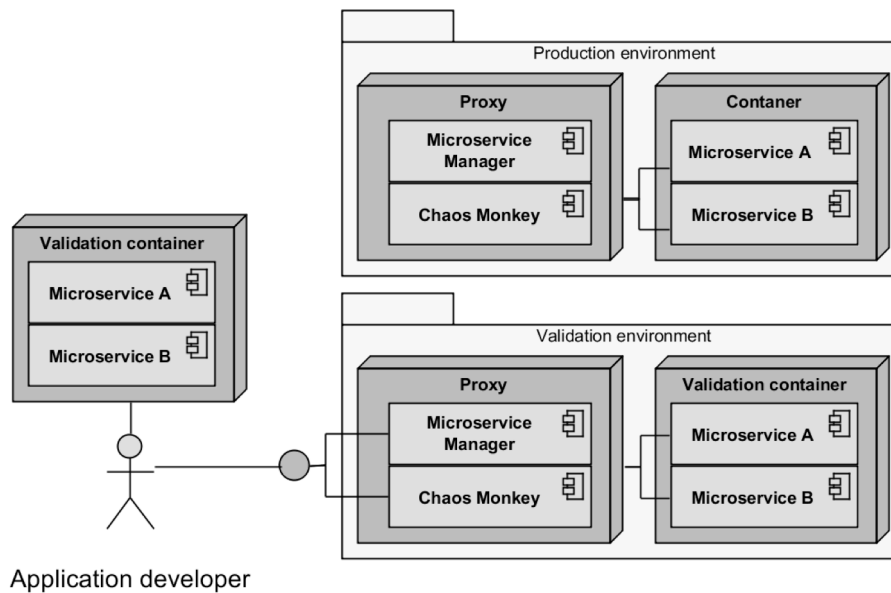 Production environment
Proxy
Microservice
Manager
Chaos Monkey
Contaner
Microservice A
Microservice B
Validation container
Microservice A
Microservice B
Validation environment
Proxy
Microservice
Manager
Chaos Monkey
Validation container
Microservice A
Microservice B
Application developer